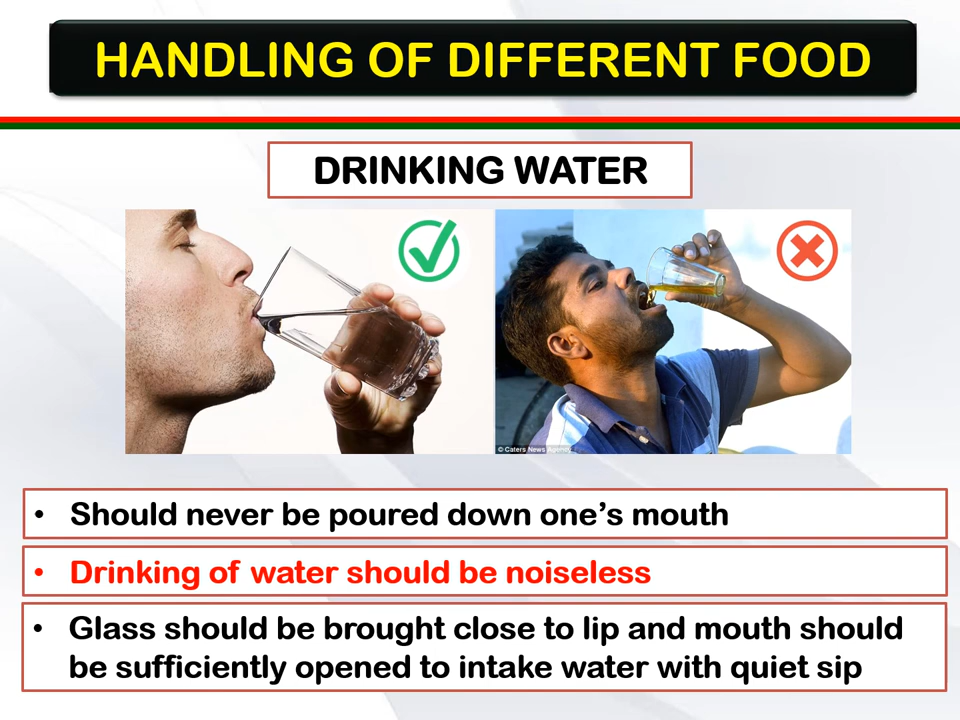 HANDLING OF DIFFERENT FOOD
DRINKING WATER
© Caters News Agency
• Should never be poured down one’s mouth
• Drinking of water should be noiseless
• Glass should be brought close to lip and mouth should
be sufficiently opened to intake water with quiet sip